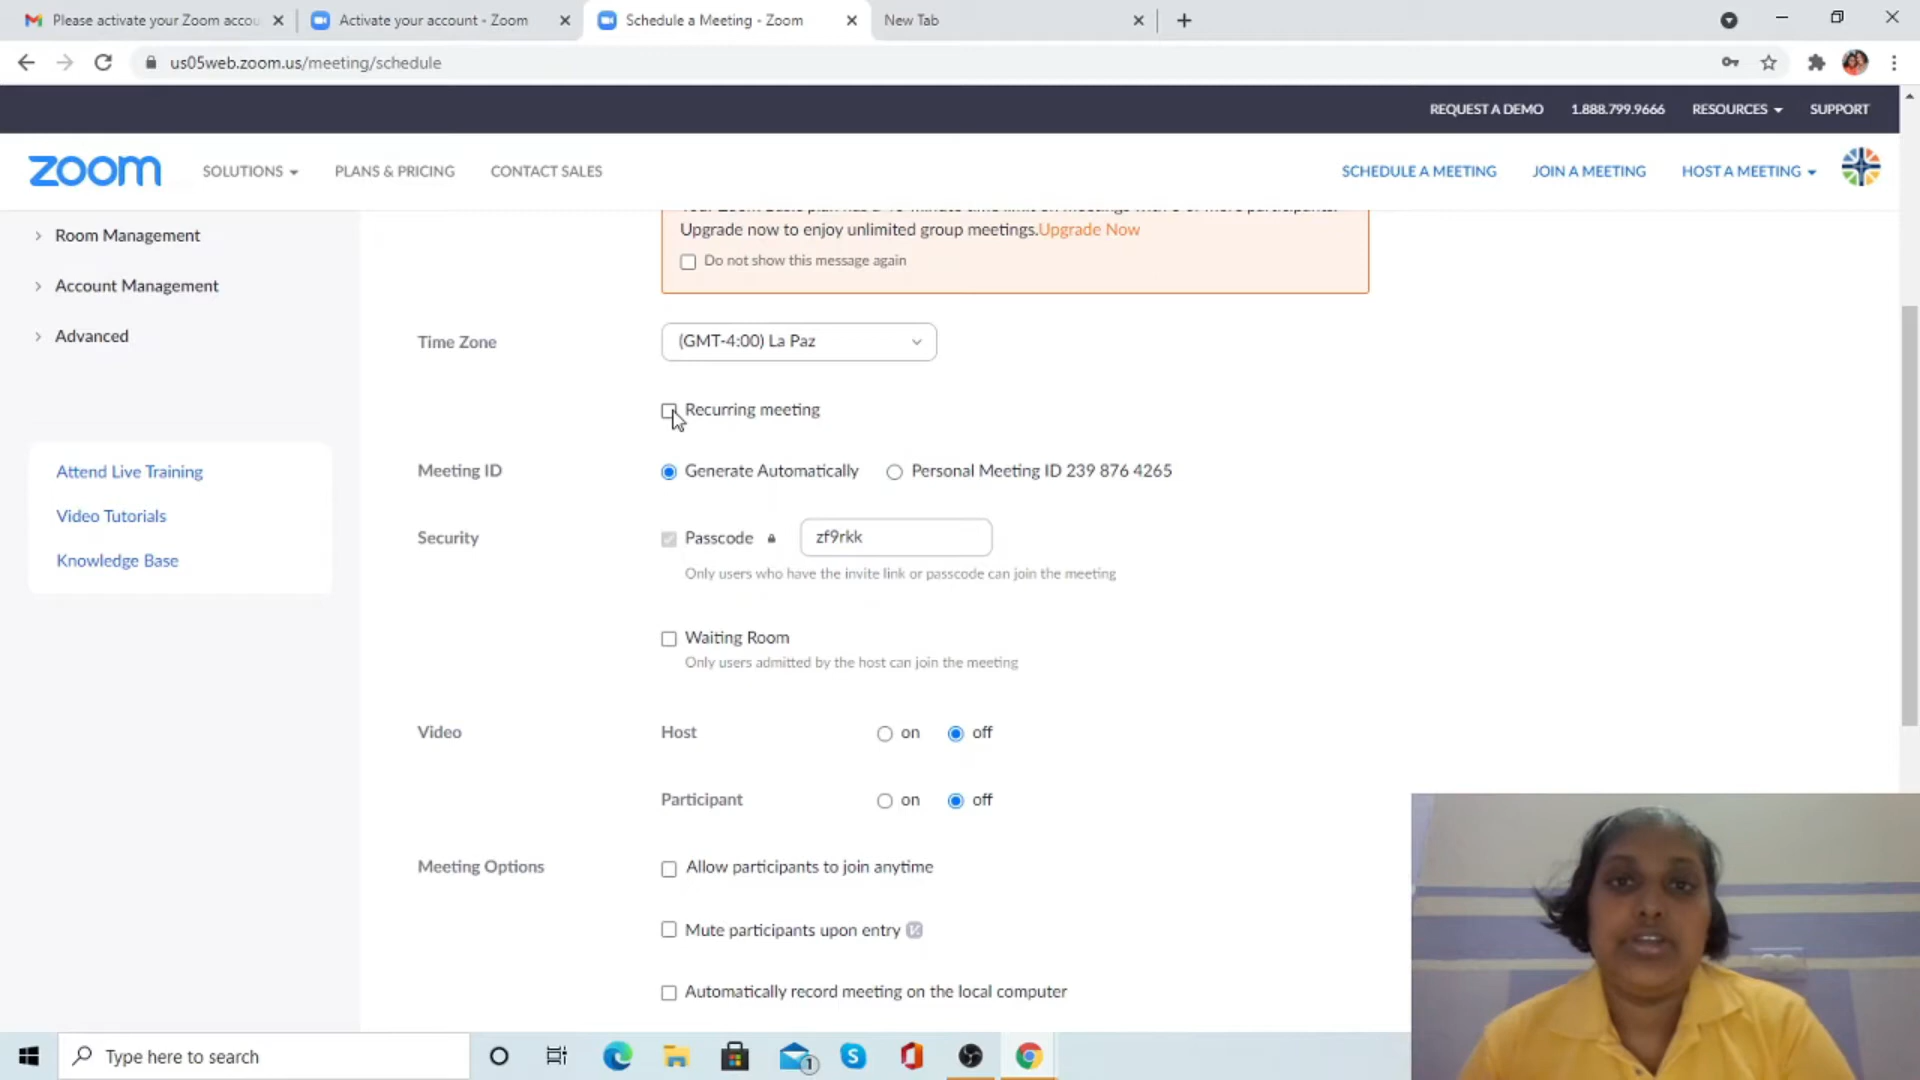 Please activate your Zoom accou
Activate your account - Zoom
Schedule a Meeting - Zoom
New Tab
us05web.zoom.us/meeting/schedule
REQUEST A DEMO
1.888.799.9666
RESOURCES
SUPPORT
zoom
SOLUTIONS
PLANS & PRICING
CONTACT SALES
SCHEDULE A MEETING
JOIN A MEETING
HOST A MEETING
Room Management
Account Management
Advanced
Attend Live Training
Video Tutorials
Knowledge Base
Upgrade now to enjoy unlimited group meetings.Upgrade Now
Do not show this message again
Time Zone
(GMT-4:00) La Paz
Recurring meeting
Meeting ID
Generate Automatically
Personal Meeting ID 239 876 4265
Security
Passcode
zf9rkk
Only users who have the invite link or passcode can join the meeting
Waiting Room
Only users admitted by the host can join the meeting
Video
Host
on
off
Participant
on
off
Meeting Options
Allow participants to join anytime
Mute participants upon entry
Automatically record meeting on the local computer
Type here to search
1